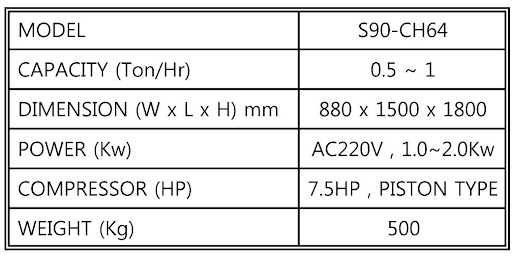 MODEL S90-CH64
CAPACITY (Ton/Hr) 0.5 ~ 1
DIMENSION (W x L x H) mm 880 x 1500 x 1800
POWER (Kw) AC220V , 1.0~2.0Kw
COMPRESSOR (HP) 7.5HP , PISTON TYPE
WEIGHT (Kg) 500